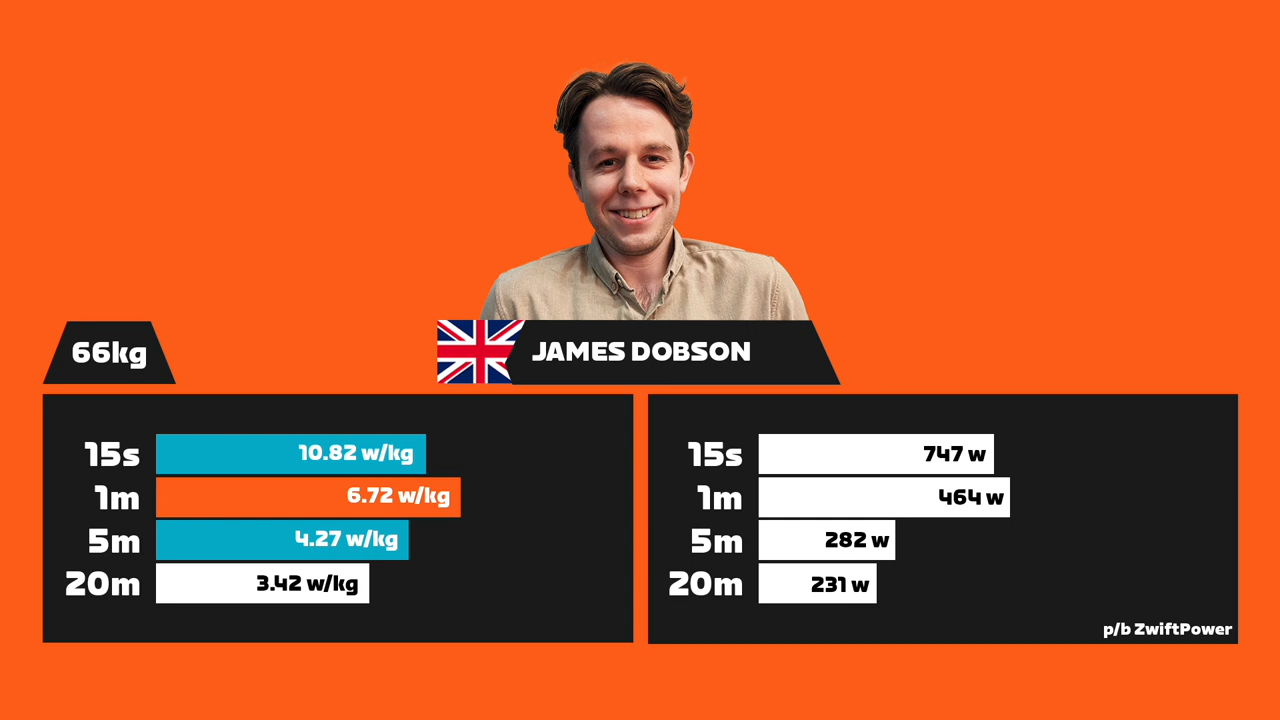 66kg
JAMES DOBSON
15s 10.82 w/kg
1m 6.72 w/kg
5m 4.27 w/kg
20m 3.42 w/kg
15s 747 w
1m 464 w
5m 282 w
20m 231 w
p/b ZwiftPower